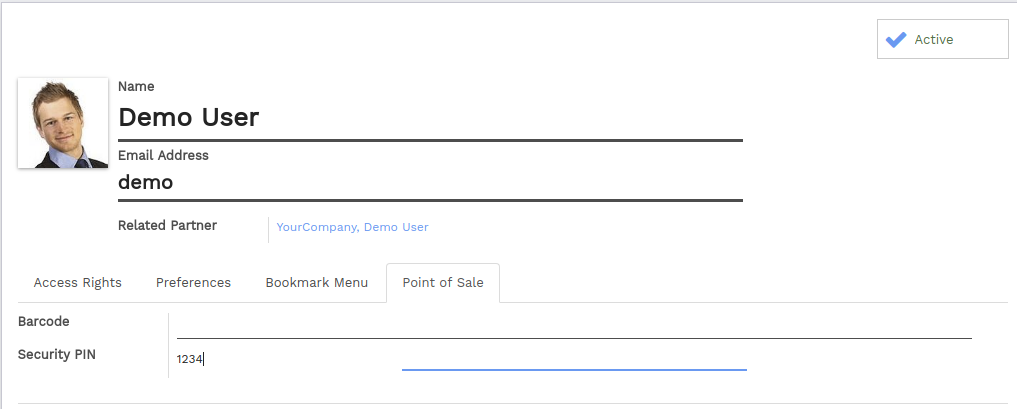 Active
Name
Demo User
Email Address
demo
Related Partner
YourCompany, Demo User
Access Rights Preferences Bookmark Menu Point of Sale
Barcode
Security PIN 1234